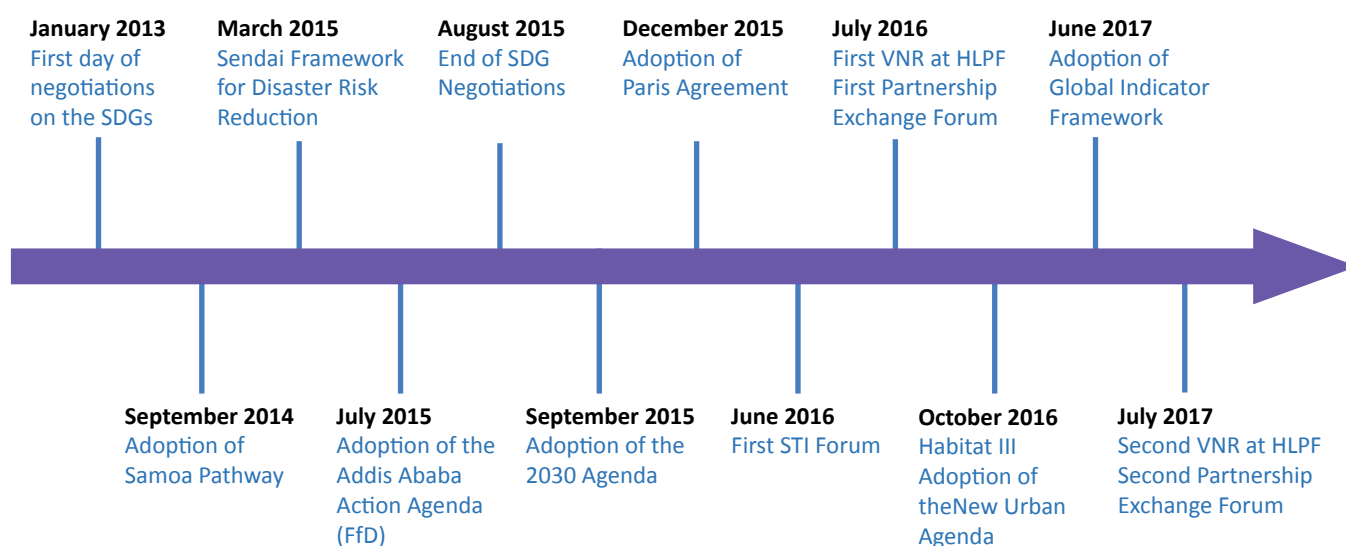 January 2013
First day of
negotiations
on the SDGs
March 2015
Sendai Framework
for Disaster Risk
Reduction
August 2015
End of SDG
Negotiations
December 2015
Adoption of
Paris Agreement
July 2016
First VNR at HLPF
First Partnership
Exchange Forum
June 2017
Adoption of
Global Indicator
Framework
September 2014
Adoption of
Samoa Pathway
July 2015
Adoption of the
Addis Ababa
Action Agenda
(FfD)
September 2015
Adoption of the
2030 Agenda
June 2016
First STI Forum
October 2016
Habitat III
Adoption of
theNew Urban
Agenda
July 2017
Second VNR at HLPF
Second Partnership
Exchange Forum